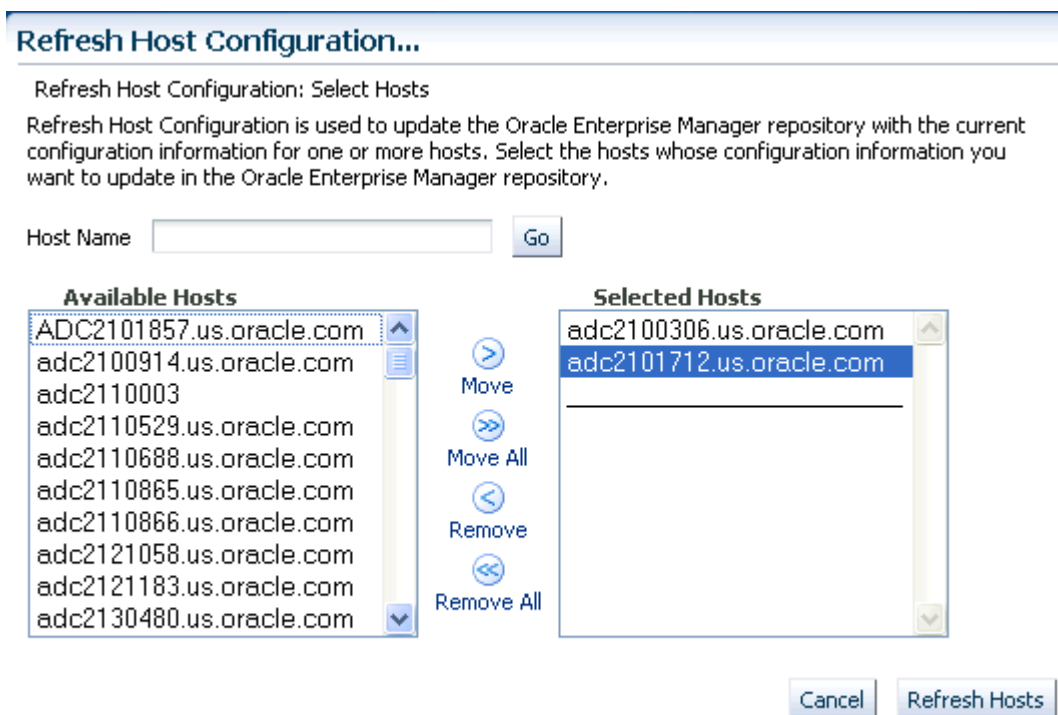 Refresh Host Configuration...
Refresh Host Configuration: Select Hosts
Refresh Host Configuration is used to update the Oracle Enterprise Manager repository with the current
configuration information for one or more hosts. Select the hosts whose configuration information you
want to update in the Oracle Enterprise Manager repository.
Host Name
Go
Available Hosts
ADC2101857.us.oracle.com
adc2100914.us.oracle.com
adc2110003
adc2110529.us.oracle.com
adc2110688.us.oracle.com
adc2110865.us.oracle.com
adc2110866.us.oracle.com
adc2121058.us.oracle.com
adc2121183.us.oracle.com
adc2130480.us.oracle.com
Move
Move All
Remove
Remove All
Selected Hosts
adc2100306.us.oracle.com
adc2101712.us.oracle.com
Cancel
Refresh Hosts